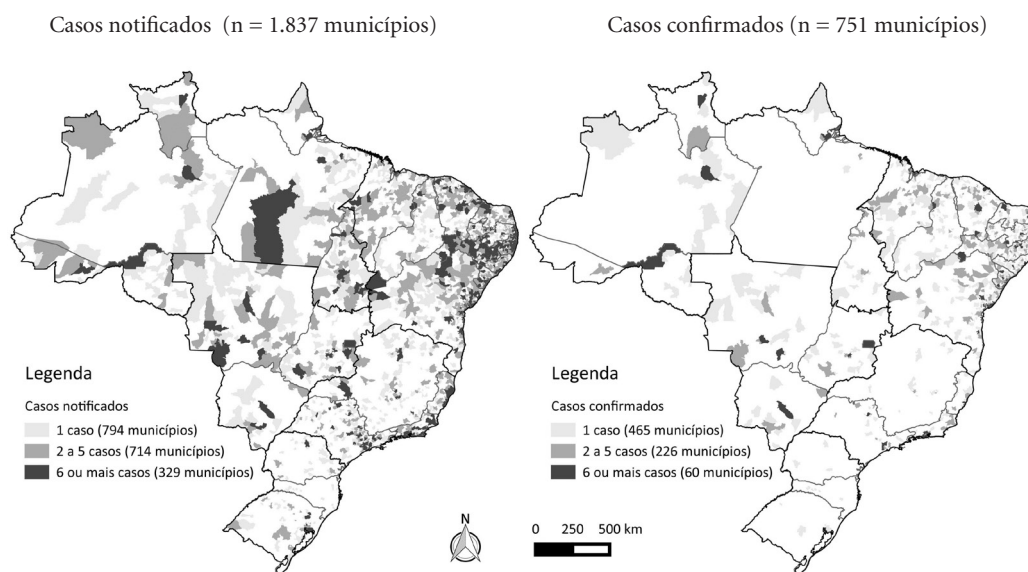 Casos notificados (n = 1.837 municípios)
Casos confirmados (n = 751 municípios)
Legenda
Casos notificados
1 caso (794 municípios)
2 a 5 casos (714 municípios)
6 ou mais casos (329 municípios)
N
0 250 500 km
Legenda
Casos confirmados
1 caso (465 municípios)
2 a 5 casos (226 municípios)
6 ou mais casos (60 municípios)